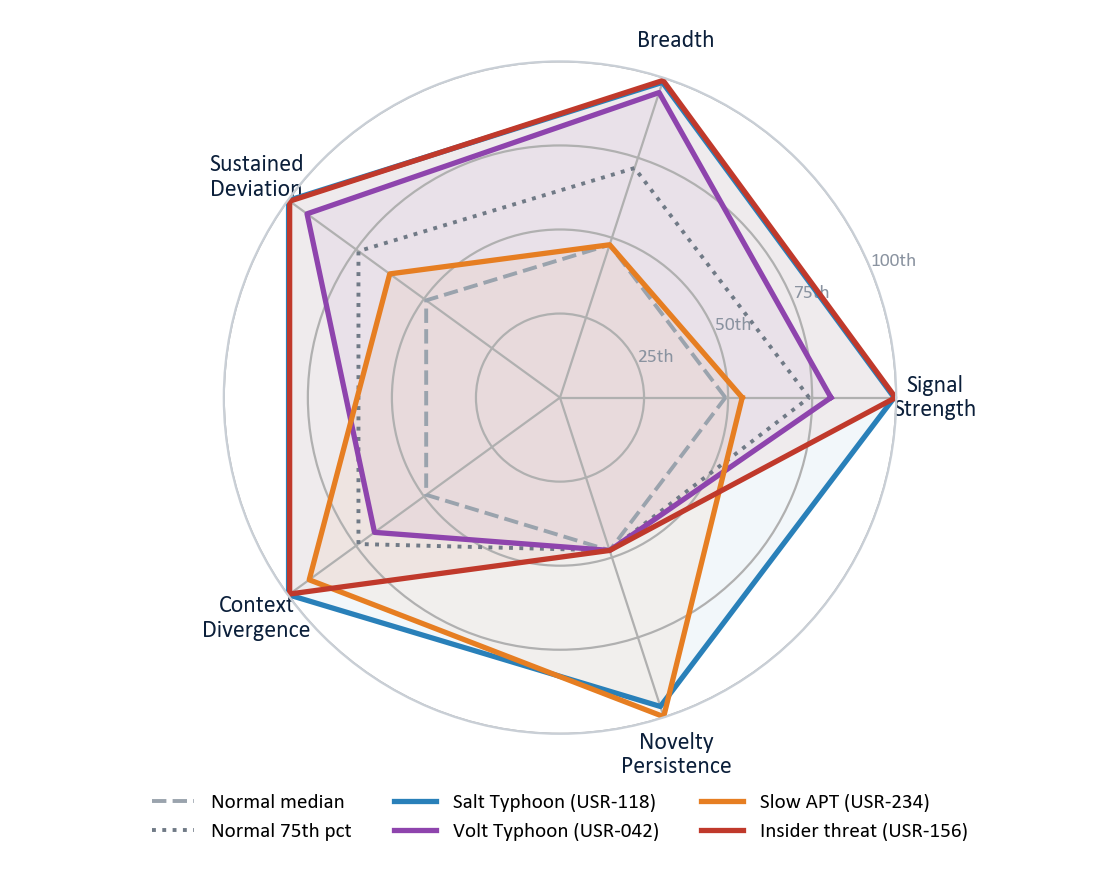 Breadth
Sustained
Deviation
100th
75th
50th
25th
Signal
Strength
Context
Divergence
Novelty
Persistence
Normal median
Normal 75th pct
Salt Typhoon (USR-118)
Volt Typhoon (USR-042)
Slow APT (USR-234)
Insider threat (USR-156)